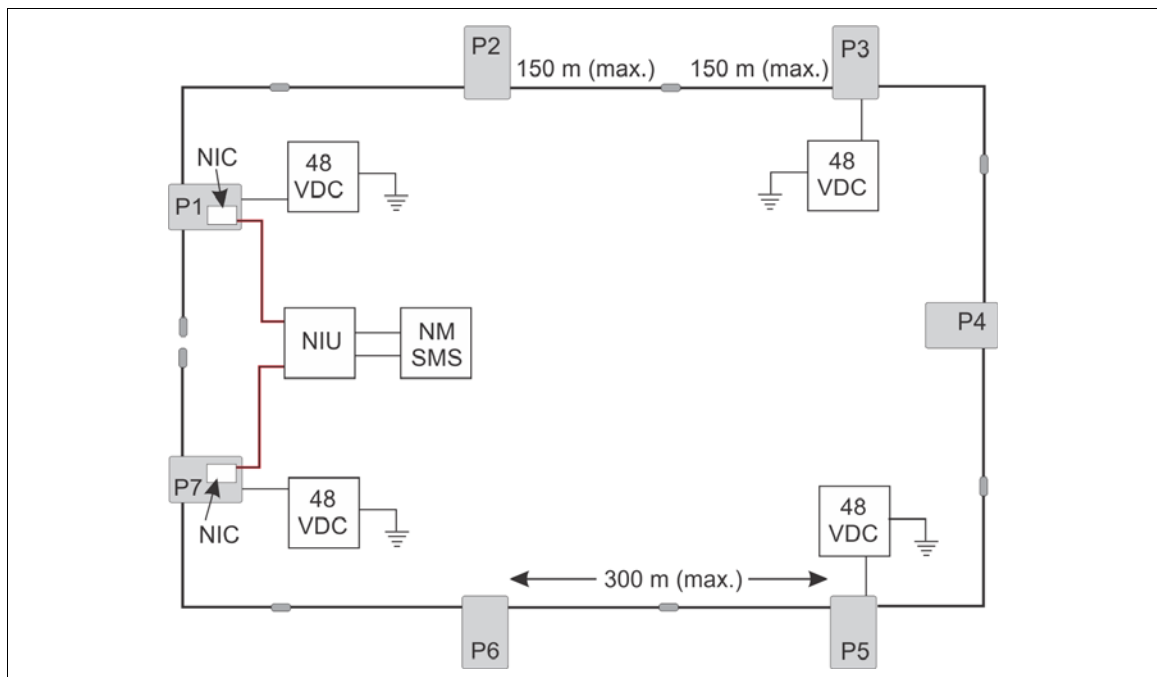 P2
150 m (max.)
150 m (max.)
P3
NIC
48
VDC
48
VDC
P1
P4
NIU
NM
SMS
P7
NIC
48
VDC
48
VDC
300 m (max.)
P6
P5